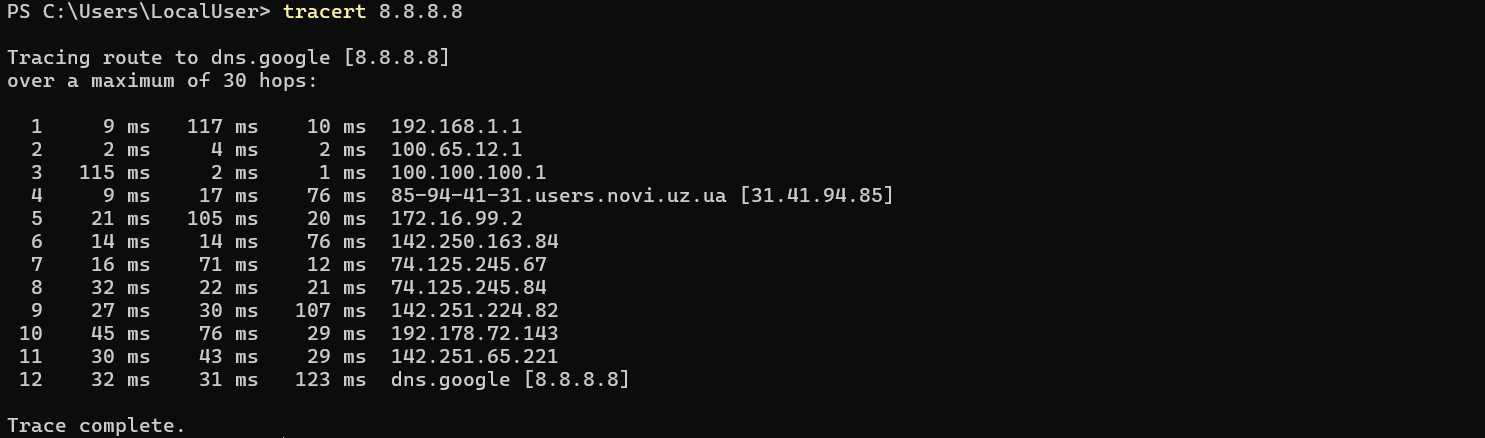 PS C:\Users\LocalUser> tracert 8.8.8.8
Tracing route to dns.google [8.8.8.8]
over a maximum of 30 hops:
1 9 ms 117 ms 10 ms 192.168.1.1
2 2 ms 4 ms 2 ms 100.65.12.1
3 115 ms 2 ms 1 ms 100.100.100.1
4 9 ms 17 ms 76 ms 85-94-41-31.users.novi.uz.ua [31.41.94.85]
5 21 ms 105 ms 20 ms 172.16.99.2
6 14 ms 14 ms 76 ms 142.250.163.84
7 16 ms 71 ms 12 ms 74.125.245.67
8 32 ms 22 ms 21 ms 74.125.245.84
9 27 ms 30 ms 107 ms 142.251.224.82
10 45 ms 76 ms 29 ms 192.178.72.143
11 30 ms 43 ms 29 ms 142.251.65.221
12 32 ms 31 ms 123 ms dns.google [8.8.8.8]
Trace complete.